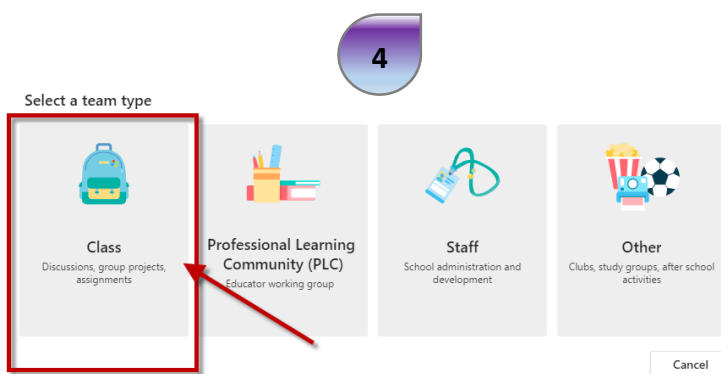 4
Select a team type
Class
Discussions, group projects,
assignments
Professional Learning
Community (PLC)
Educator working group
Staff
School administration and
development
Other
Clubs, study groups, after school
activities
Cancel